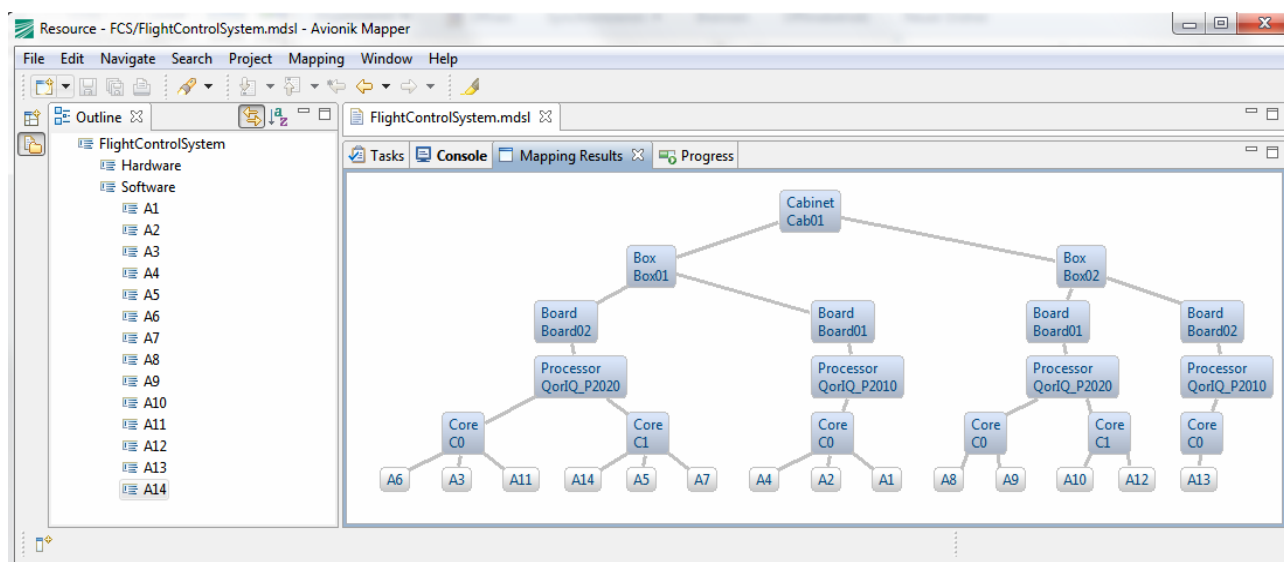 Resource - FCS/FlightControlSystem.mdsl - Avionik Mapper
File Edit Navigate Search Project Mapping Window Help
Outline
FlightControlSystem
Hardware
Software
A1
A2
A3
A4
A5
A6
A7
A8
A9
A10
A11
A12
A13
A14
FlightControlSystem.mdsl
Tasks Console Mapping Results Progress
Cabinet
Cab01
Box
Box01
Box
Box02
Board
Board02
Board
Board01
Board
Board01
Board
Board02
Processor
QorIQ_P2020
Processor
QorIQ_P2010
Processor
QorIQ_P2020
Processor
QorIQ_P2010
Core
C0
Core
C1
Core
C0
Core
C0
Core
C1
Core
C0
A6 A3 A11 A14 A5 A7 A4 A2 A1 A8 A9 A10 A12 A13